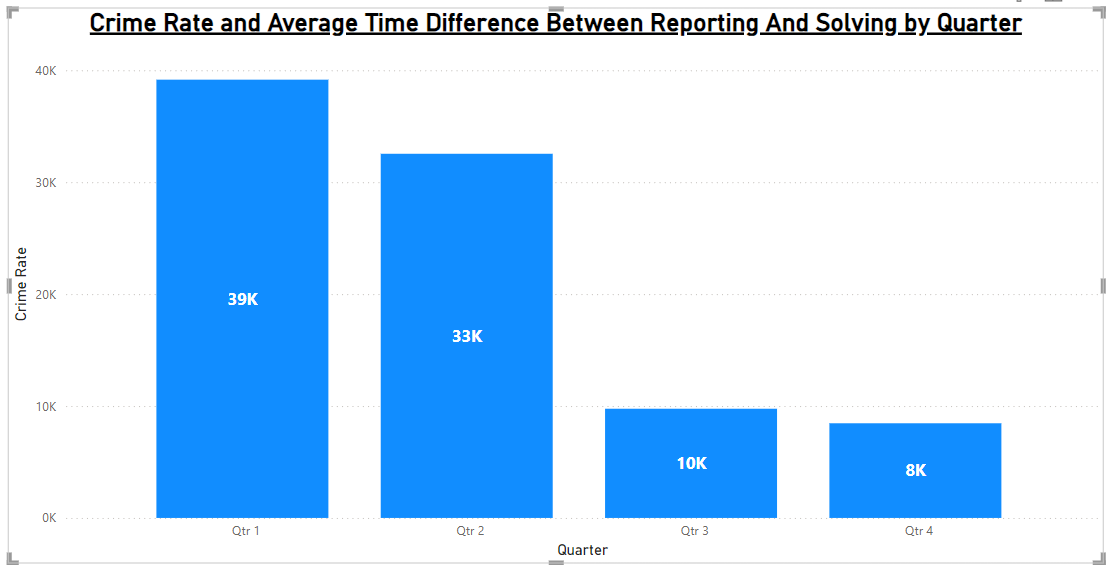 Crime Rate and Average Time Difference Between Reporting And Solving by Quarter
40K
30K
20K
10K
0K
Crime Rate
39K
33K
10K
8K
Qtr 1
Qtr 2
Qtr 3
Qtr 4
Quarter